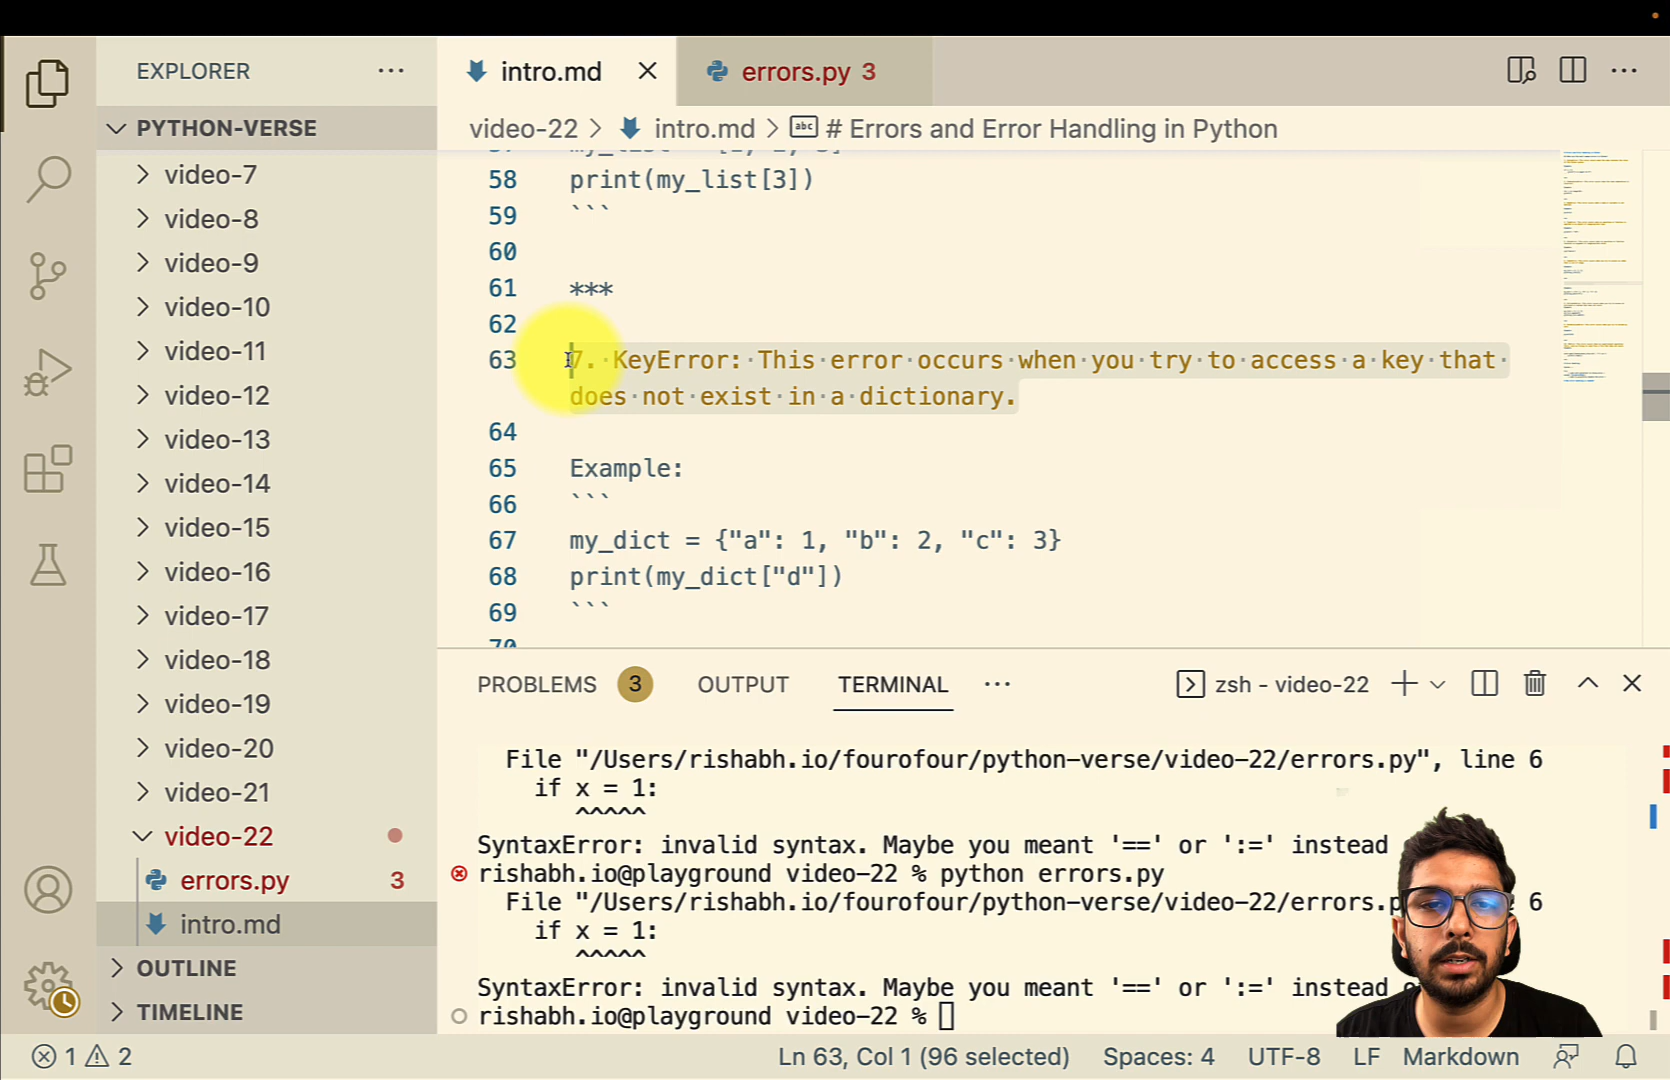 EXPLORER
intro.md
errors.py 3
PYTHON-VERSE
video-7
video-8
video-9
video-10
video-11
video-12
video-13
video-14
video-15
video-16
video-17
video-18
video-19
video-20
video-21
video-22
errors.py 3
intro.md
OUTLINE
TIMELINE
video-22 > intro.md > abc # Errors and Error Handling in Python
58 print(my_list[3])
59 ```
60
61 ***
62
63 7. KeyError: This error occurs when you try to access a key that
does not exist in a dictionary.
64
65 Example:
66 ```
67 my_dict = {"a": 1, "b": 2, "c": 3}
68 print(my_dict["d"])
69 ```
70
PROBLEMS 3 OUTPUT TERMINAL zsh - video-22
File "/Users/rishabh.io/fourofour/python-verse/video-22/errors.py", line 6
if x = 1:
^^^^^
SyntaxError: invalid syntax. Maybe you meant '==' or ':=' instead
rishabh.io@playground video-22 % python errors.py
File "/Users/rishabh.io/fourofour/python-verse/video-22/errors.p 6
if x = 1:
^^^^^
SyntaxError: invalid syntax. Maybe you meant '==' or ':=' instead
rishabh.io@playground video-22 %
1 2
Ln 63, Col 1 (96 selected) Spaces: 4 UTF-8 LF Markdown